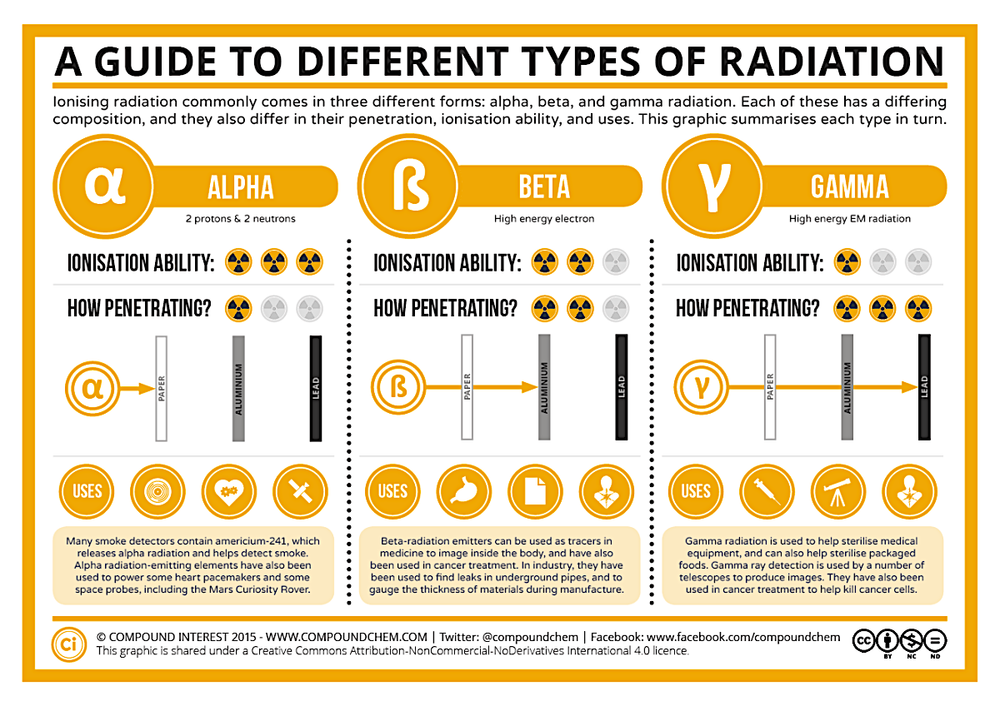 A GUIDE TO DIFFERENT TYPES OF RADIATION
Ionising radiation commonly comes in three different forms: alpha, beta, and gamma radiation. Each of these has a differing
composition, and they also differ in their penetration, ionisation ability, and uses. This graphic summarises each type in turn.
α
ALPHA
2 protons & 2 neutrons
IONISATION ABILITY:
HOW PENETRATING?
α
PAPER
ALUMINIUM
LEAD
USES
Many smoke detectors contain americium-241, which
releases alpha radiation and helps detect smoke.
Alpha radiation-emitting elements have also been
used to power some heart pacemakers and some
space probes, including the Mars Curiosity Rover.
ß
BETA
High energy electron
IONISATION ABILITY:
HOW PENETRATING?
ß
PAPER
ALUMINIUM
LEAD
USES
Beta-radiation emitters can be used as tracers in
medicine to image inside the body, and have also
been used in cancer treatment. In industry, they have
been used to find leaks in underground pipes, and to
gauge the thickness of materials during manufacture.
γ
GAMMA
High energy EM radiation
IONISATION ABILITY:
HOW PENETRATING?
γ
PAPER
ALUMINIUM
LEAD
USES
Gamma radiation is used to help sterilise medical
equipment, and can also help sterilise packaged
foods. Gamma ray detection is used by a number of
telescopes to produce images. They have also been
used in cancer treatment to help kill cancer cells.
Ci
© COMPOUND INTEREST 2015 - WWW.COMPOUNDCHEM.COM | Twitter: @compoundchem | Facebook: www.facebook.com/compoundchem
This graphic is shared under a Creative Commons Attribution-NonCommercial-NoDerivatives International 4.0 licence.
cc
BY NC ND